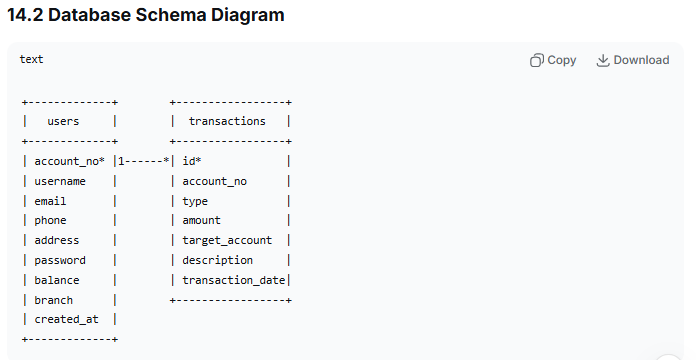 14.2 Database Schema Diagram
text
Copy Download
+-------------+        +-----------------+
|   users     |        |  transactions   |
+-------------+        +-----------------+
| account_no* |1------*| id*             |
| username    |        | account_no      |
| email       |        | type            |
| phone       |        | amount          |
| address     |        | target_account  |
| password    |        | description     |
| balance     |        | transaction_date|
| branch      |        +-----------------+
| created_at  |
+-------------+